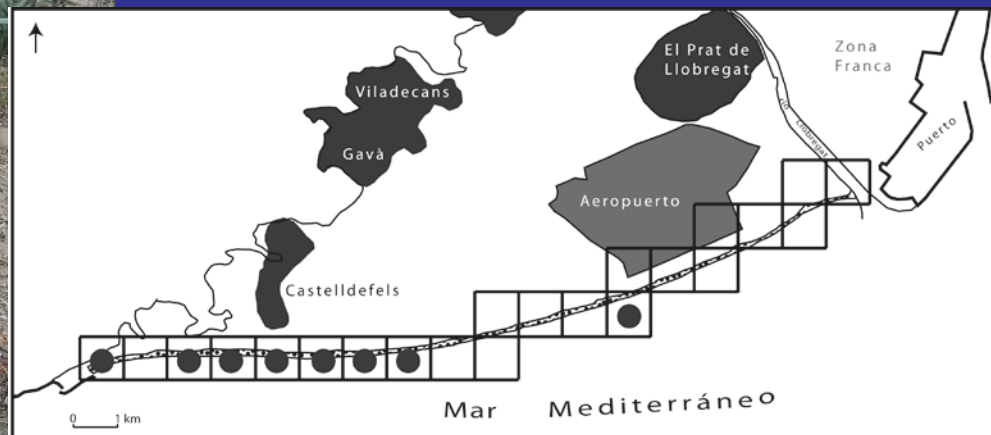 El Prat de
Llobregat
Zona
Franca
Viladecans
río Llobregat
Puerto
Gavà
Aeropuerto
Castelldefels
0 1 km
Mar Mediterráneo